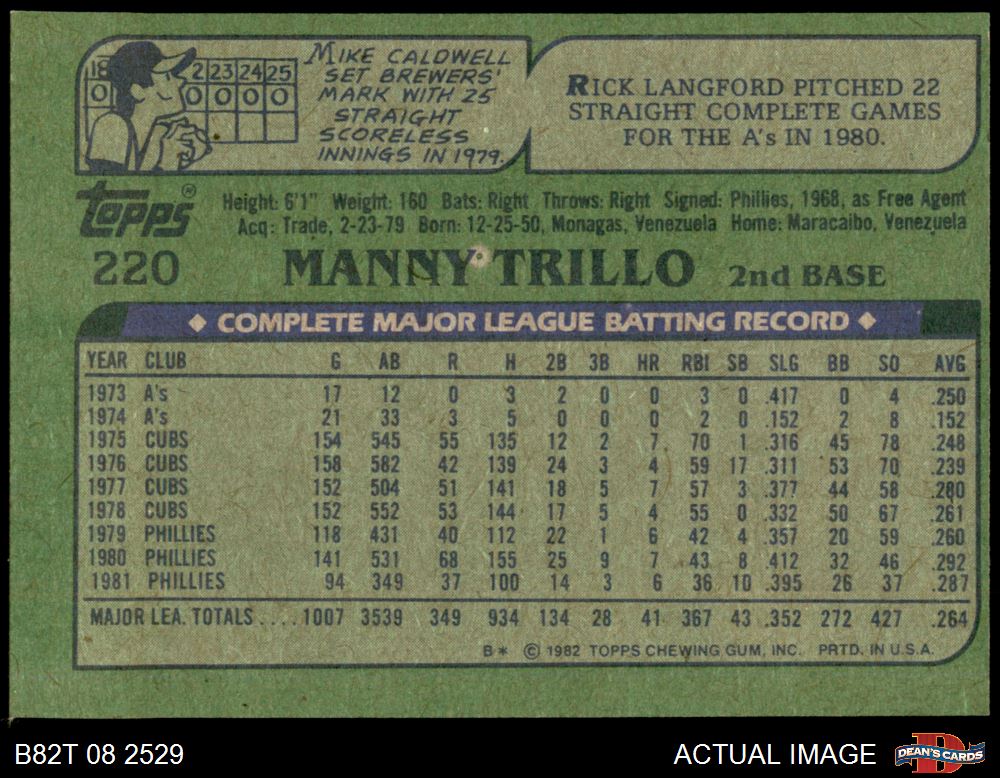 18 2 23 24 25
0 0 0 0 0
MIKE CALDWELL
SET BREWERS'
MARK WITH 25
STRAIGHT
SCORELESS
INNINGS IN 1979.
RICK LANGFORD PITCHED 22
STRAIGHT COMPLETE GAMES
FOR THE A's IN 1980.
Topps®
Height: 6'1" Weight: 160 Bats: Right Throws: Right Signed: Phillies, 1968, as Free Agent
Acq: Trade, 2-23-79 Born: 12-25-50, Monagas, Venezuela Home: Maracaibo, Venezuela
220 MANNY TRILLO 2nd BASE
◆ COMPLETE MAJOR LEAGUE BATTING RECORD ◆
YEAR CLUB G AB R H 2B 3B HR RBI SB SLG BB SO AVG
1973 A's 17 12 0 3 2 0 0 3 0 .417 0 4 .250
1974 A's 21 33 3 5 0 0 0 2 0 .152 2 8 .152
1975 CUBS 154 545 55 135 12 2 7 70 1 .316 45 78 .248
1976 CUBS 158 582 42 139 24 3 4 59 17 .311 53 70 .239
1977 CUBS 152 504 51 141 18 5 7 57 3 .377 44 58 .280
1978 CUBS 152 552 53 144 17 5 4 55 0 .332 50 67 .261
1979 PHILLIES 118 431 40 112 22 1 6 42 4 .357 20 59 .260
1980 PHILLIES 141 531 68 155 25 9 7 43 8 .412 32 46 .292
1981 PHILLIES 94 349 37 100 14 3 6 36 10 .395 26 37 .287
MAJOR LEA. TOTALS .... 1007 3539 349 934 134 28 41 367 43 .352 272 427 .264
B* © 1982 TOPPS CHEWING GUM, INC. PRTD. IN U.S.A.
B82T 08 2529
ACTUAL IMAGE
DEAN'S CARDS